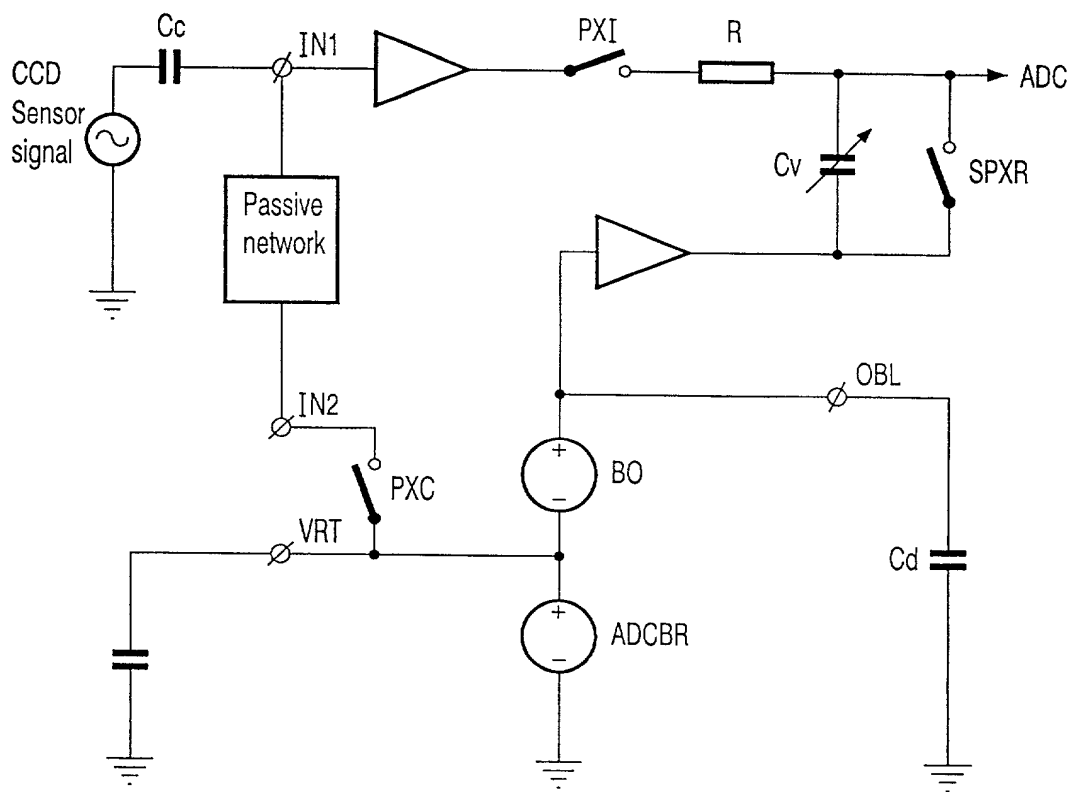 Cc
IN1
PXI
R
CCD
Sensor
signal
ADC
Cv
SPXR
Passive
network
OBL
IN2
BO
PXC
VRT
Cd
ADCBR